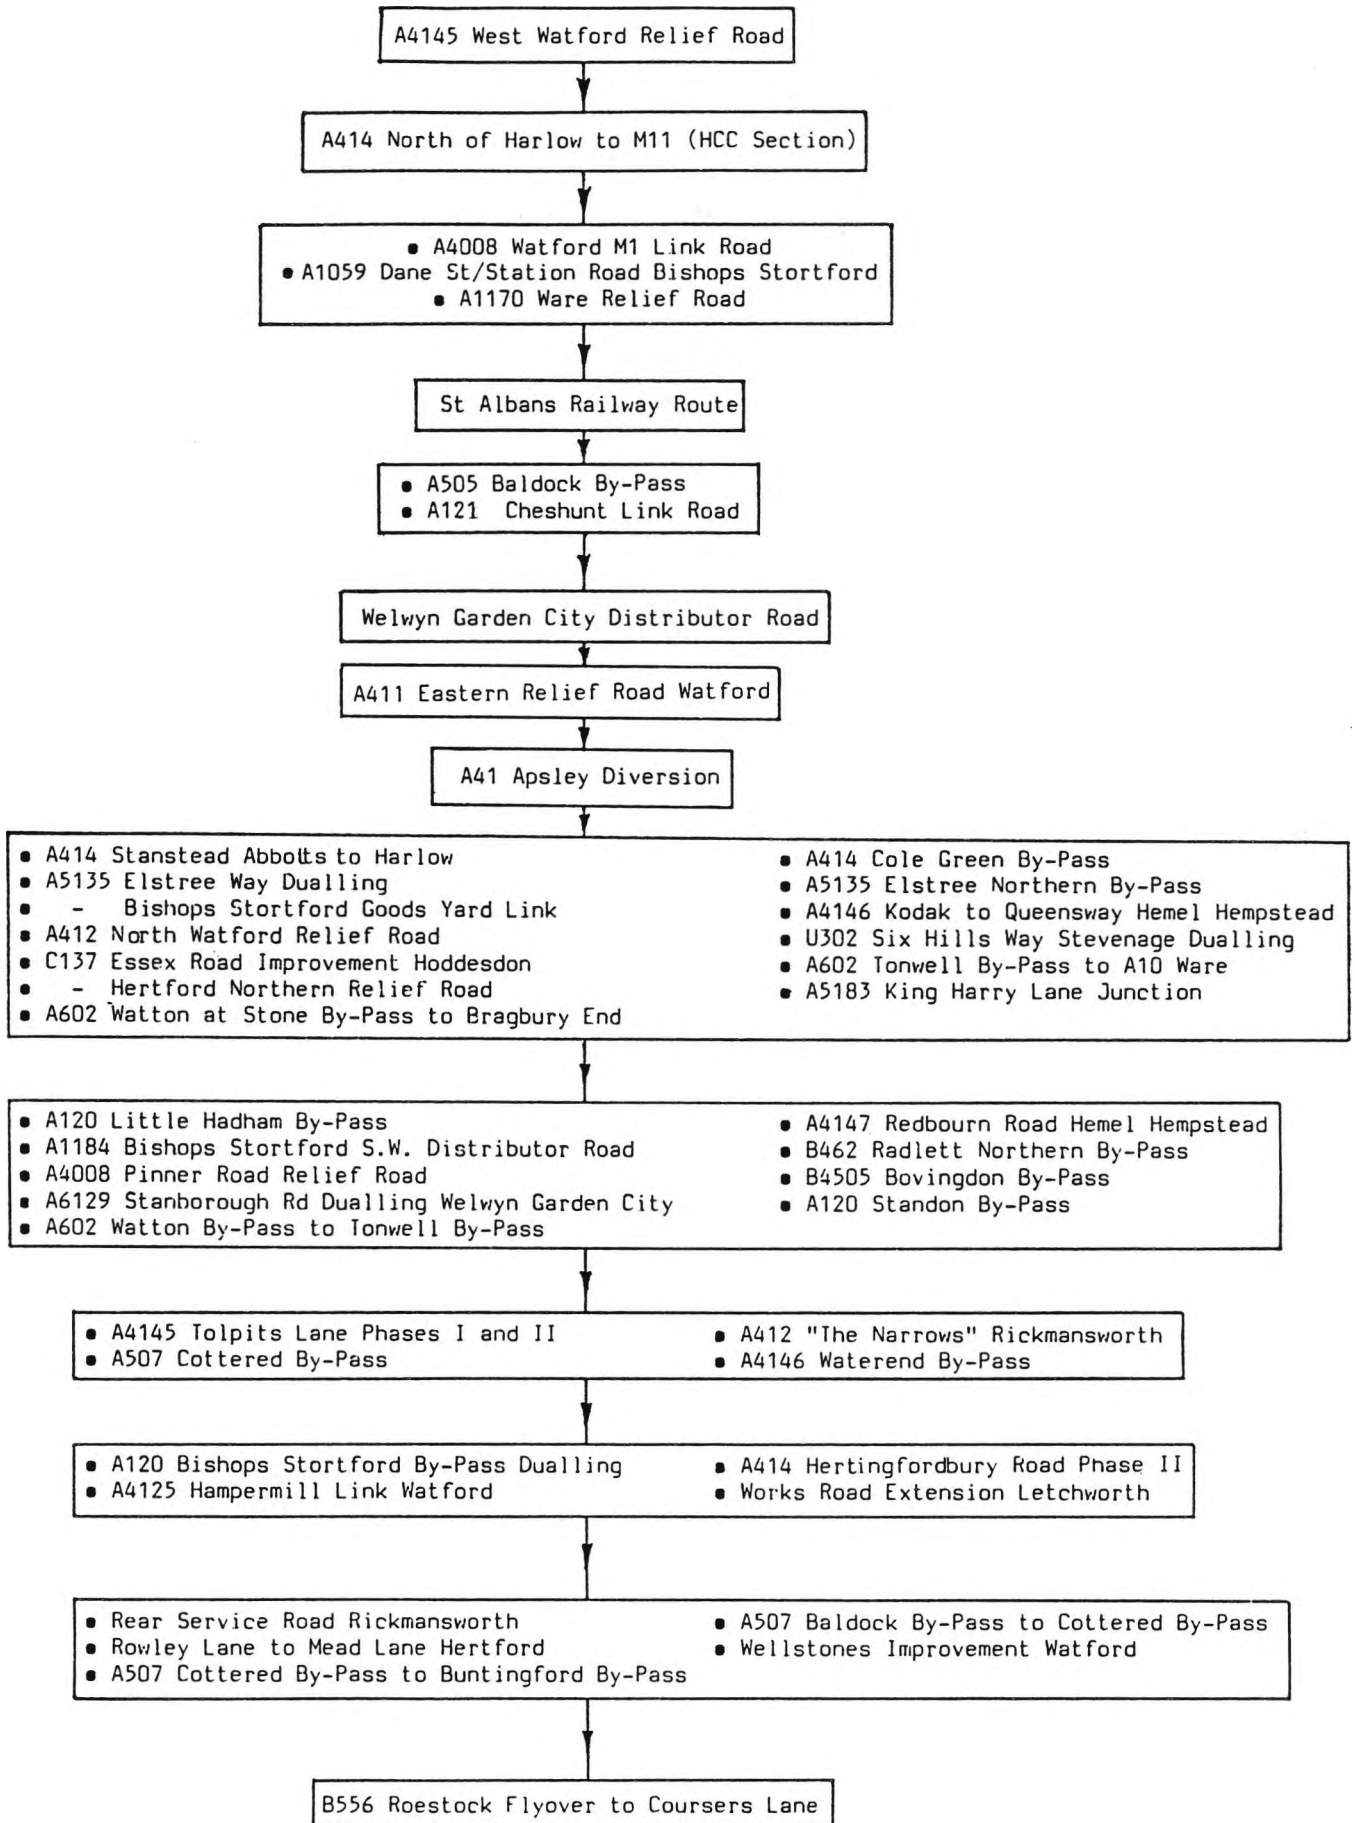 A4145 West Watford Relief Road
A414 North of Harlow to M11 (HCC Section)
• A4008 Watford M1 Link Road
• A1059 Dane St/Station Road Bishops Stortford
• A1170 Ware Relief Road
St Albans Railway Route
• A505 Baldock By-Pass
• A121 Cheshunt Link Road
Welwyn Garden City Distributor Road
A411 Eastern Relief Road Watford
A41 Apsley Diversion
• A414 Stanstead Abbotts to Harlow
• A5135 Elstree Way Dualling
• - Bishops Stortford Goods Yard Link
• A412 North Watford Relief Road
• C137 Essex Road Improvement Hoddesdon
• - Hertford Northern Relief Road
• A602 Watton at Stone By-Pass to Bragbury End
• A414 Cole Green By-Pass
• A5135 Elstree Northern By-Pass
• A4146 Kodak to Queensway Hemel Hempstead
• U302 Six Hills Way Stevenage Dualling
• A602 Tonwell By-Pass to A10 Ware
• A5183 King Harry Lane Junction
• A120 Little Hadham By-Pass
• A1184 Bishops Stortford S.W. Distributor Road
• A4008 Pinner Road Relief Road
• A6129 Stanborough Rd Dualling Welwyn Garden City
• A602 Watton By-Pass to Tonwell By-Pass
• A4147 Redbourn Road Hemel Hempstead
• B462 Radlett Northern By-Pass
• B4505 Bovingdon By-Pass
• A120 Standon By-Pass
• A4145 Tolpits Lane Phases I and II
• A507 Cottered By-Pass
• A412 "The Narrows" Rickmansworth
• A4146 Waterend By-Pass
• A120 Bishops Stortford By-Pass Dualling
• A4125 Hampermill Link Watford
• A414 Hertingfordbury Road Phase II
• Works Road Extension Letchworth
• Rear Service Road Rickmansworth
• Rowley Lane to Mead Lane Hertford
• A507 Cottered By-Pass to Buntingford By-Pass
• A507 Baldock By-Pass to Cottered By-Pass
• Wellstones Improvement Watford
B556 Roestock Flyover to Coursers Lane